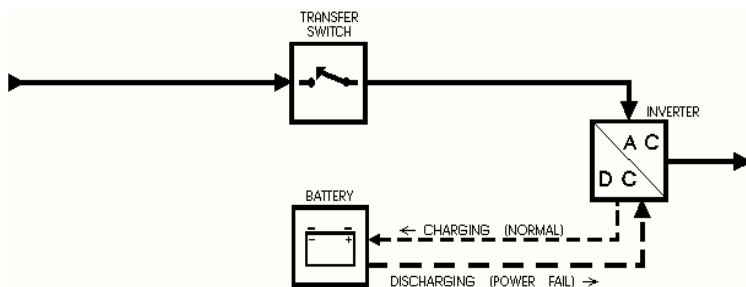 TRANSFER
SWITCH
INVERTER
A C
D C
BATTERY
- +
← CHARGING (NORMAL)
DISCHARGING (POWER FAIL) →